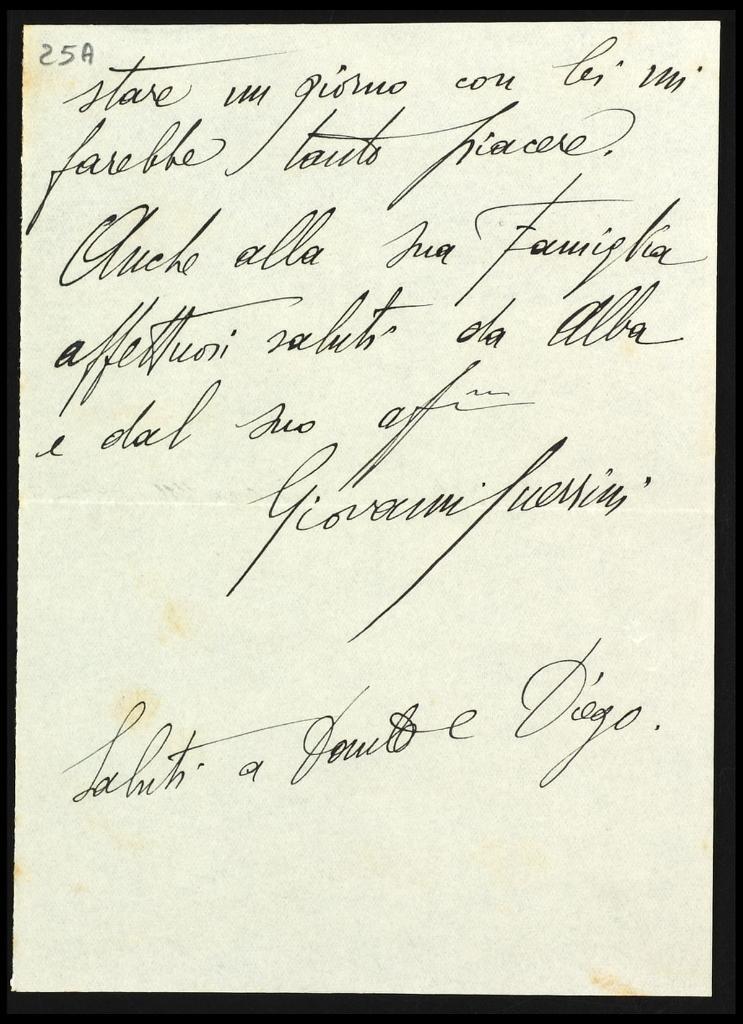 25A
stare un giorno con lei mi
farebbe tanto piacere.
Anche alla sua Famiglia
affettuosi saluti da Alba
e dal suo aff.mo
Giovanni Guerrini
Saluti a e Diego.